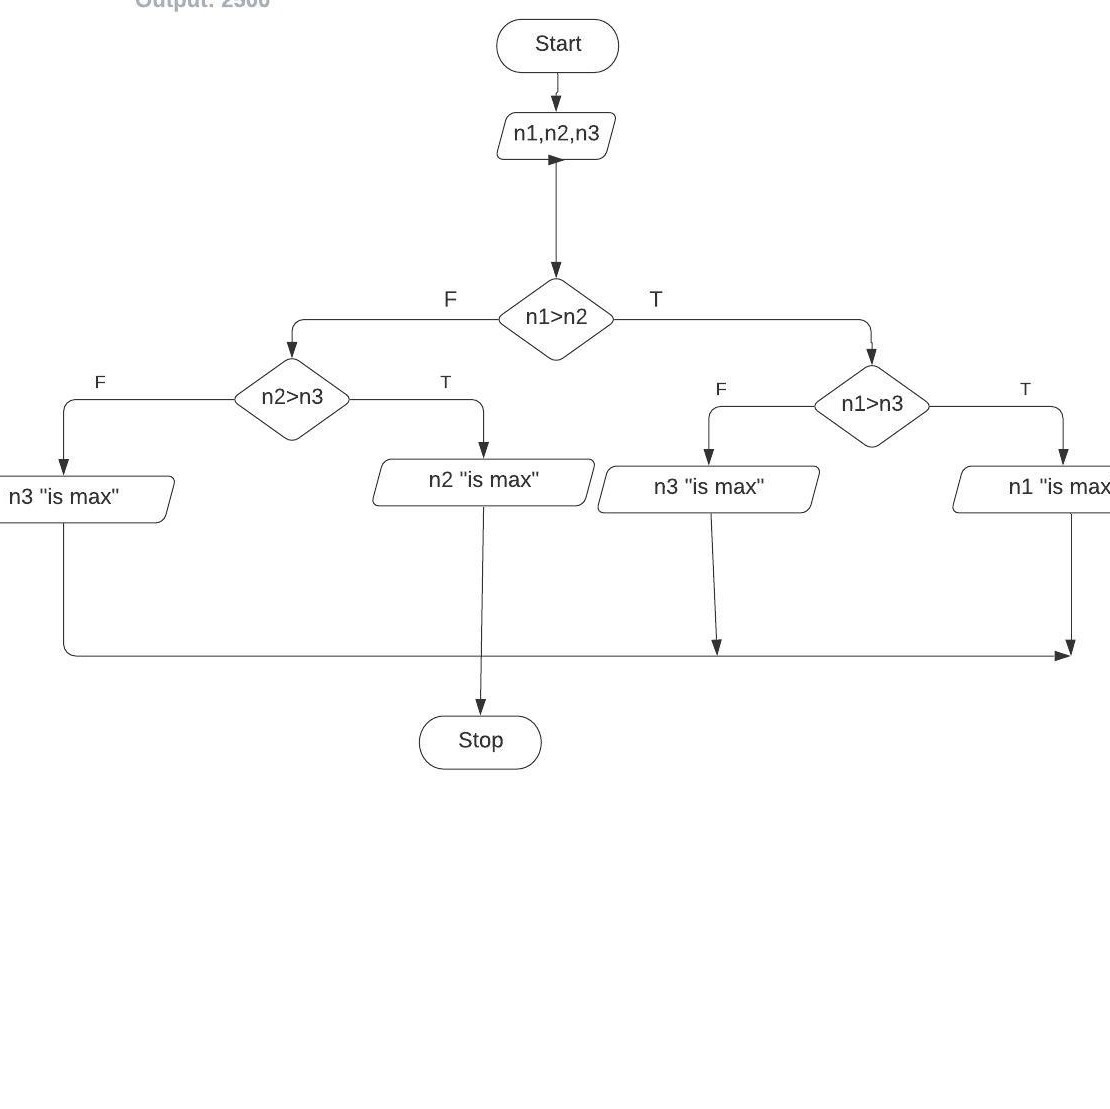 Output: 2500
Start
n1,n2,n3
F
T
n1>n2
F
T
n2>n3
F
T
n1>n3
n3 "is max"
n2 "is max"
n3 "is max"
n1 "is max
Stop